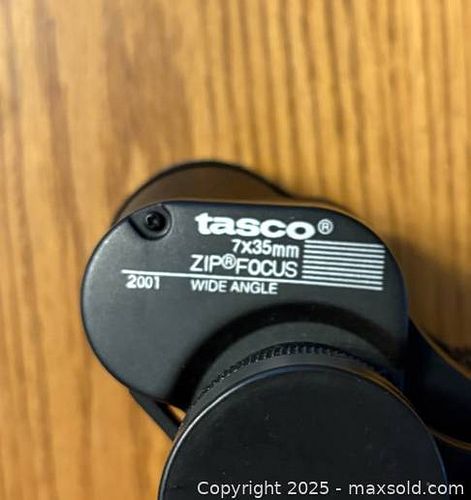 tasco®
7x35mm
ZIP® FOCUS
2001 WIDE ANGLE
Copyright 2025 - maxsold.com